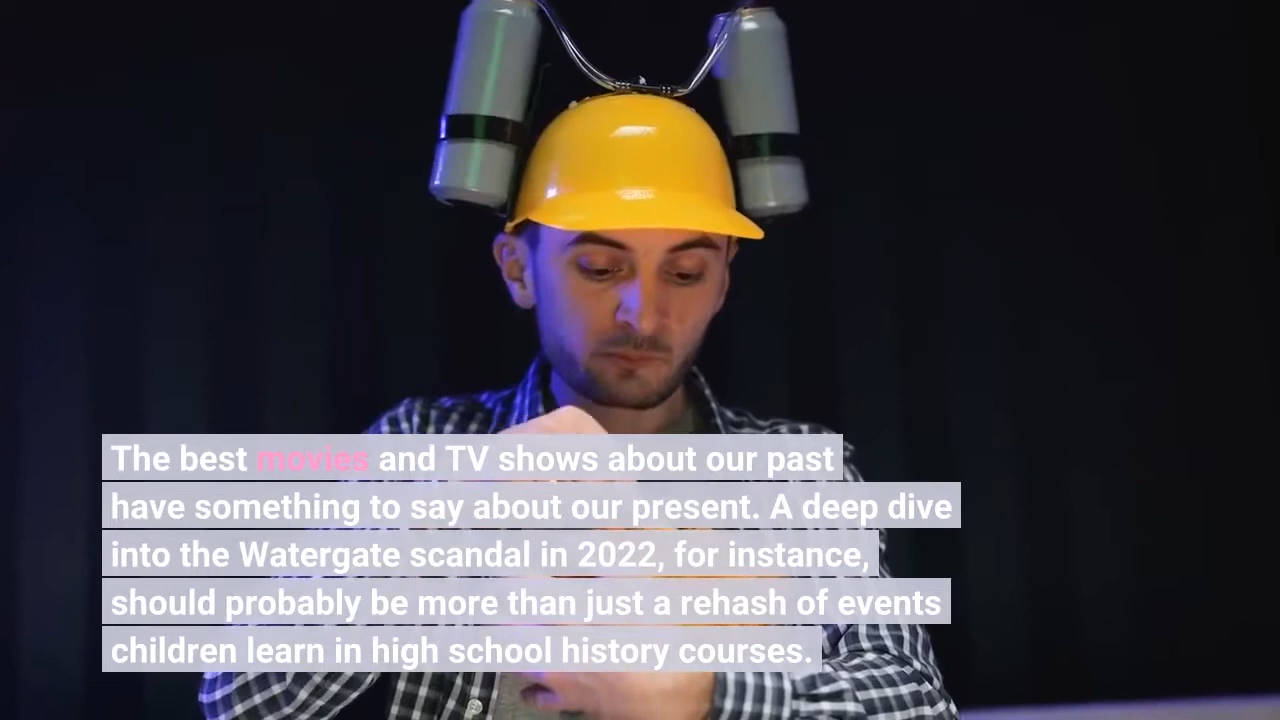 The best movies and TV shows about our past
have something to say about our present. A deep dive
into the Watergate scandal in 2022, for instance,
should probably be more than just a rehash of events
children learn in high school history courses.